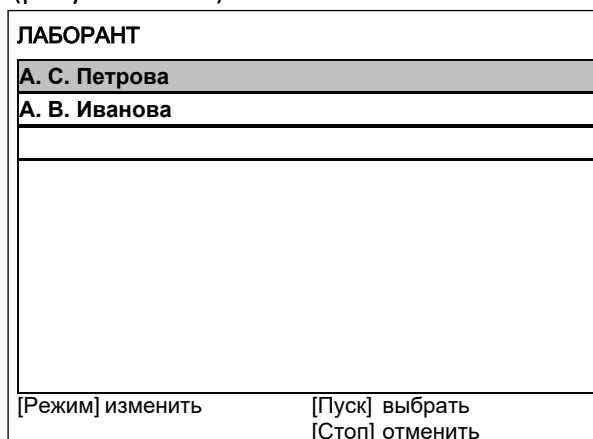 ЛАБОРАНТ
А. С. Петрова
А. В. Иванова
[Режим] изменить [Пуск] выбрать
[Стоп] отменить